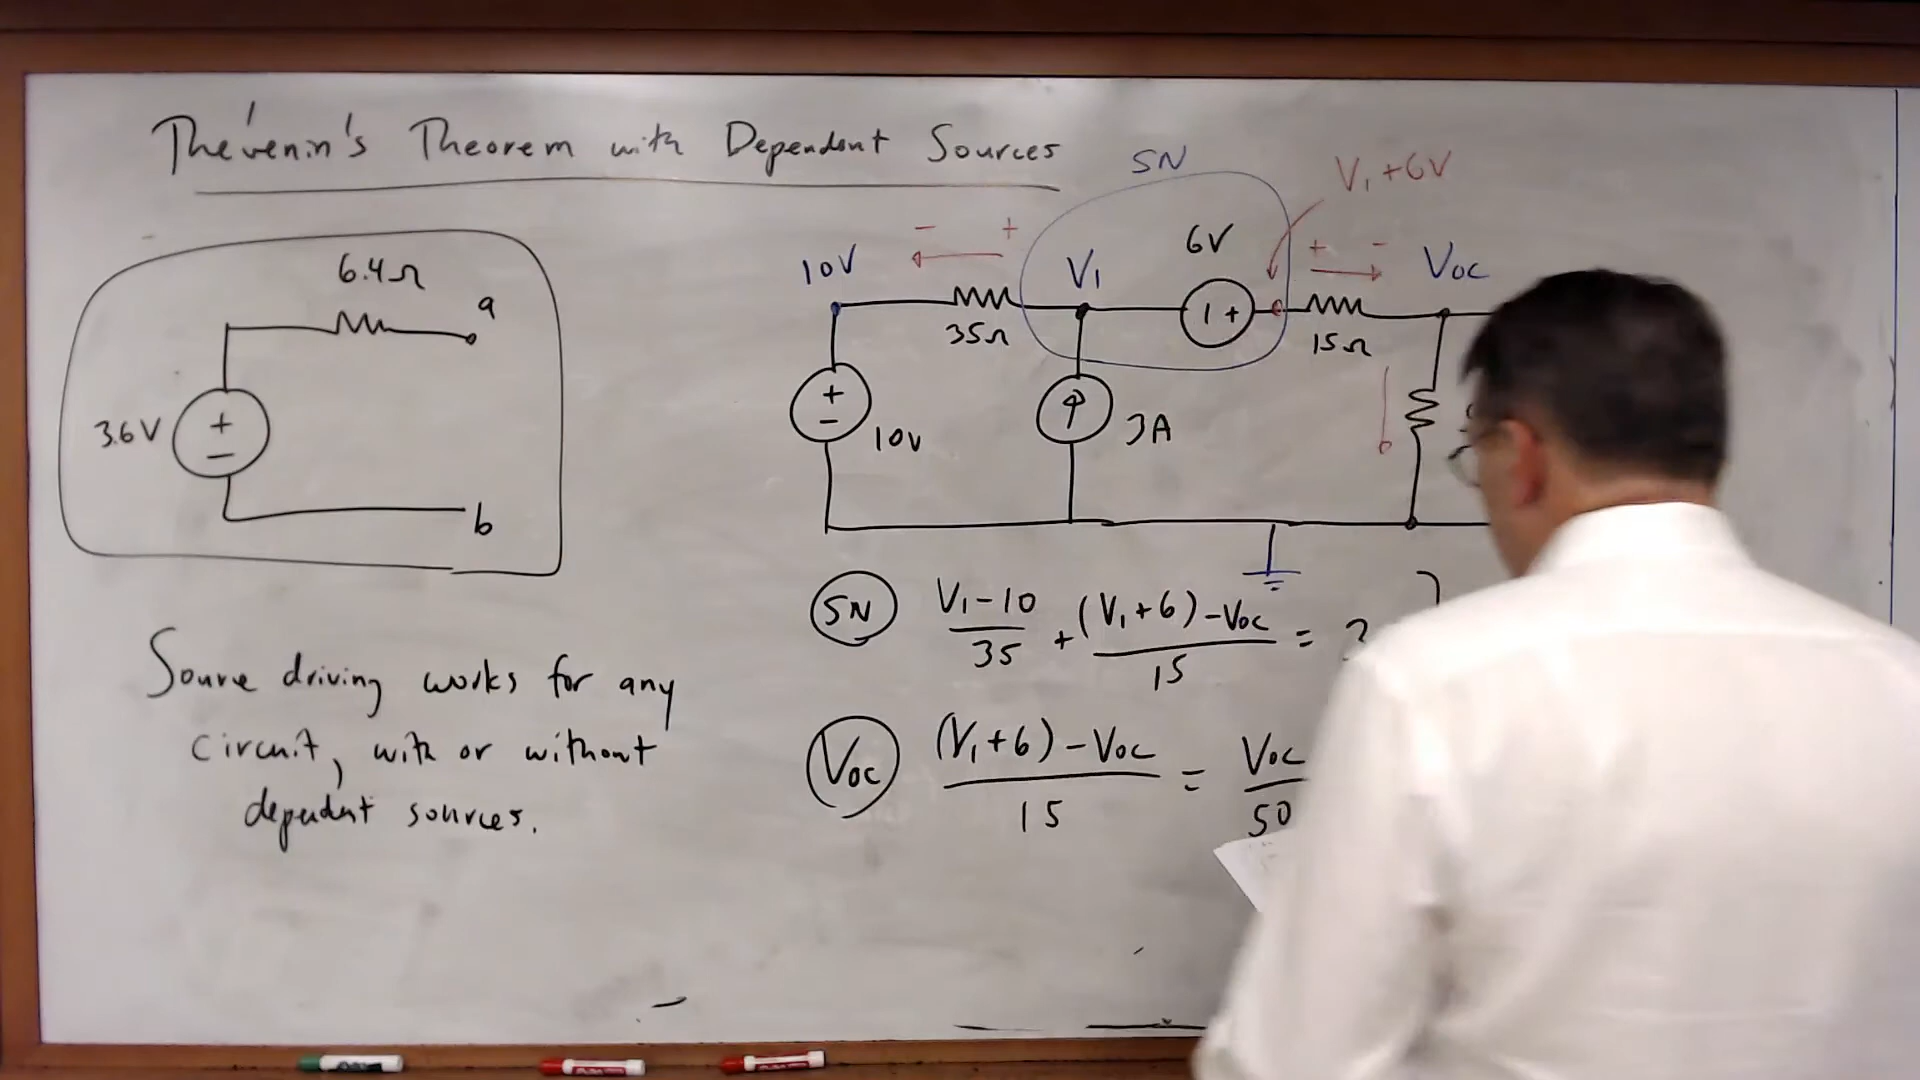 Thévenin's Theorem with Dependent Sources
6.4Ω
a
+
-
3.6V
b
Source driving works for any
circuit, with or without
dependent sources.
SN
V₁+6V
- +
6V
10V
V₁
+ -
Voc
35Ω
- +
15Ω
+
-
10V
3A
SN
V₁-10
35
+
(V₁+6)-Voc
15
=
Voc
(V₁+6)-Voc
15
=
Voc
50